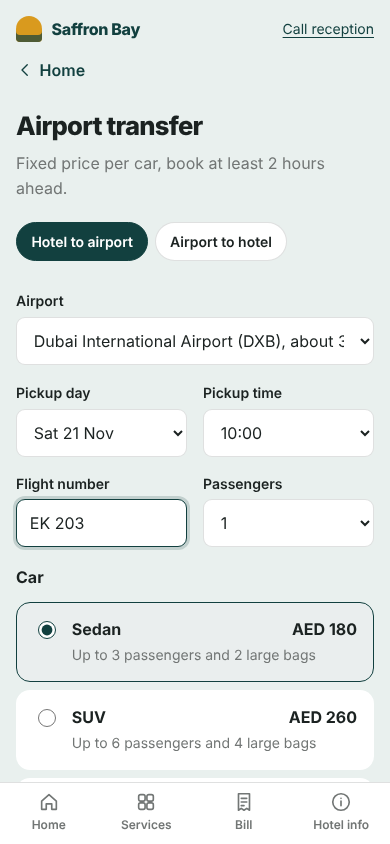 Saffron Bay
Call reception
Home
Airport transfer
Fixed price per car, book at least 2 hours
ahead.
Hotel to airport
Airport to hotel
Airport
Dubai International Airport (DXB), about
Pickup day
Pickup time
Sat 21 Nov
10:00
Flight number
Passengers
EK 203
1
Car
Sedan
AED 180
Up to 3 passengers and 2 large bags
SUV
AED 260
Up to 6 passengers and 4 large bags
Home
Services
Bill
Hotel info